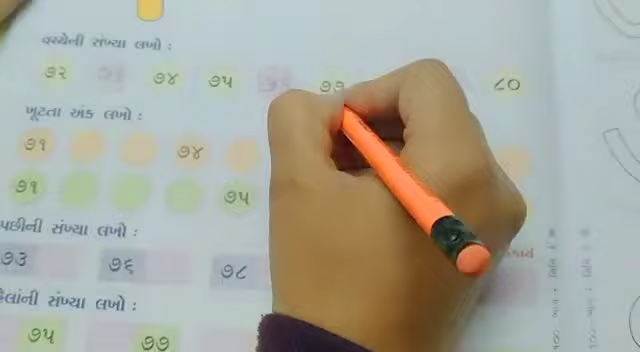 વચ્ચેની સંખ્યા લખો :
૭૨ ૭૪ ૭૫ ૭૭ ૮૦
ખૂટતા અંક લખો :
૭૧ ૭૪
૭૧ ૭૫
પછીની સંખ્યા લખો :
૭૩ ૭૬ ૭૮
સંખ્યા લખો :
૭૫ ૭૭